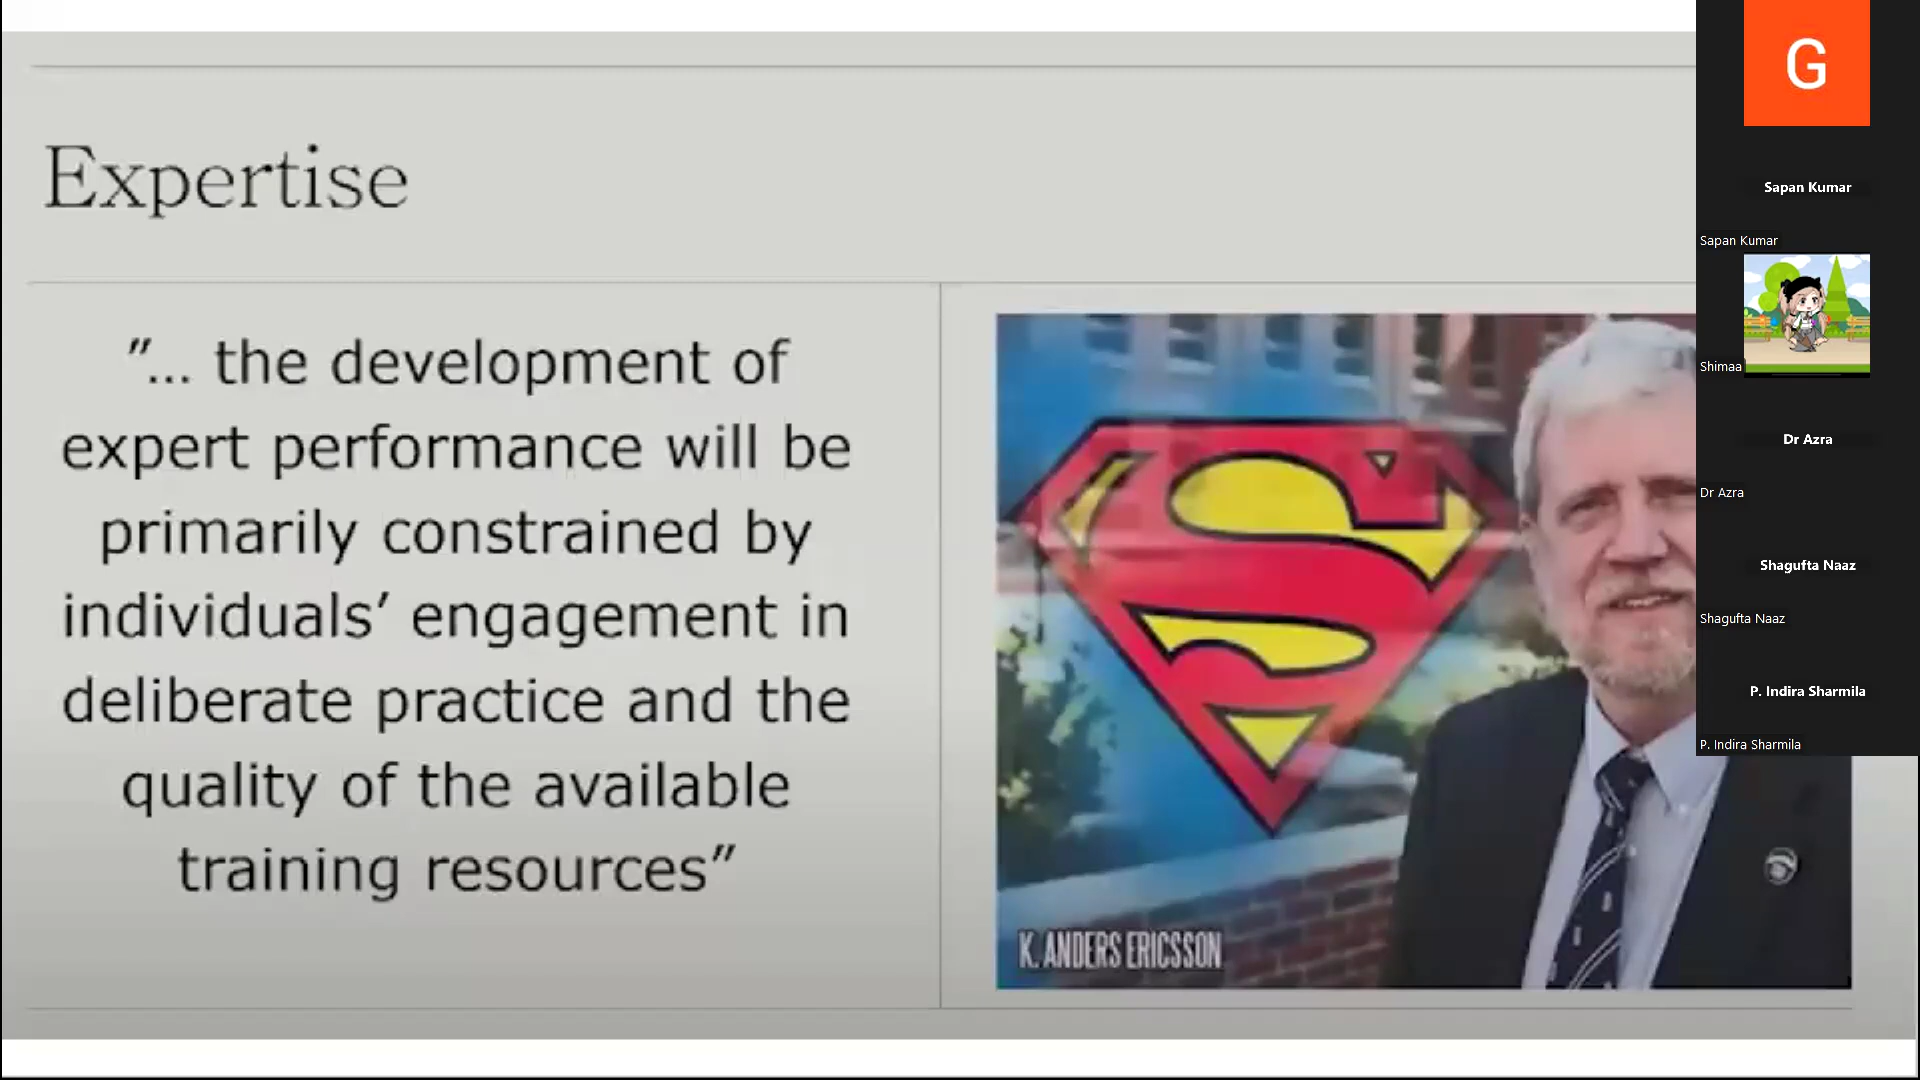 Expertise
”... the development of
expert performance will be
primarily constrained by
individuals’ engagement in
deliberate practice and the
quality of the available
training resources”
K. ANDERS ERICSSON
G
Sapan Kumar
Sapan Kumar
Shimaa
Dr Azra
Dr Azra
Shagufta Naaz
Shagufta Naaz
P. Indira Sharmila
P. Indira Sharmila